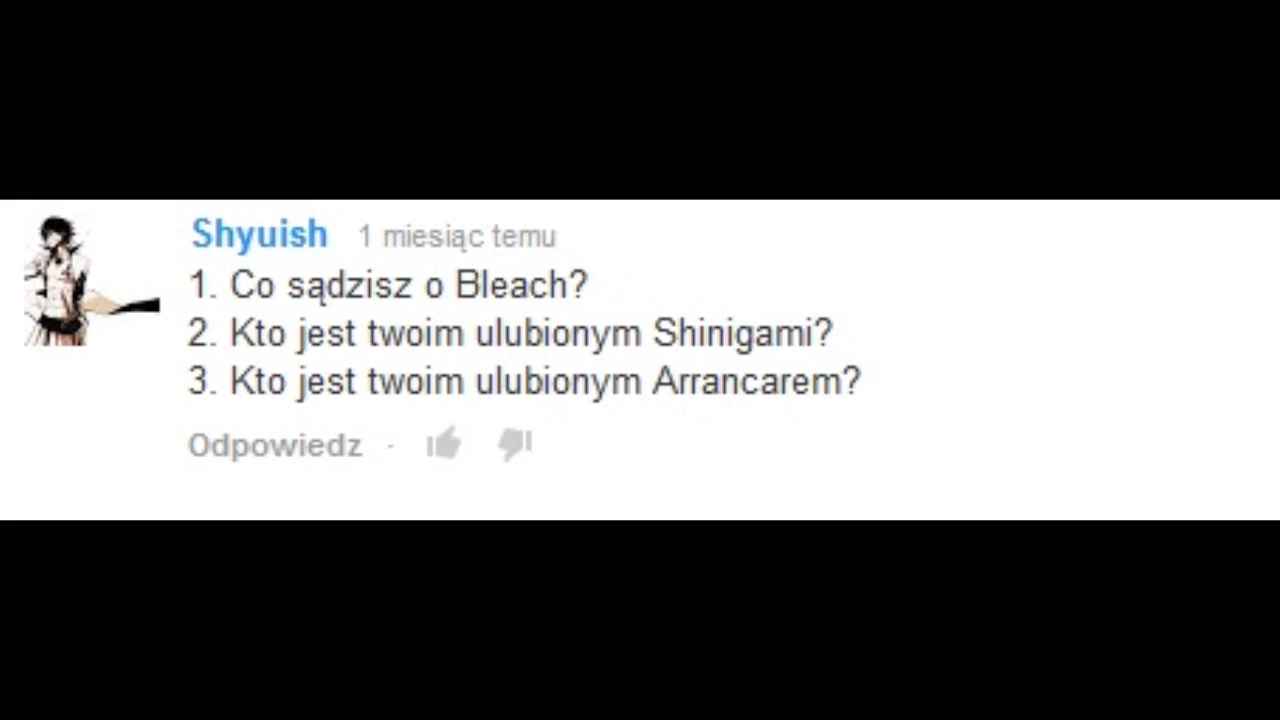 Shyuish 1 miesiąc temu
1. Co sądzisz o Bleach?
2. Kto jest twoim ulubionym Shinigami?
3. Kto jest twoim ulubionym Arrancarem?
Odpowiedz ·